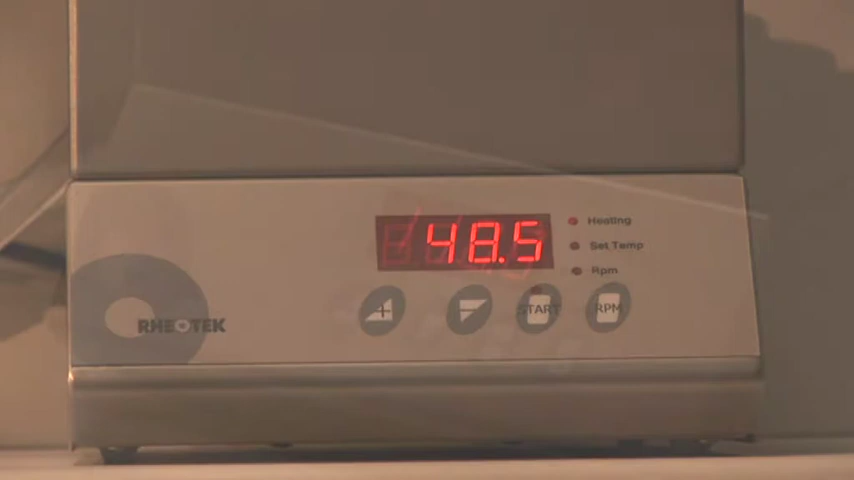 48.5
Heating
Set Temp
Rpm
START
RPM
RHEOTEK